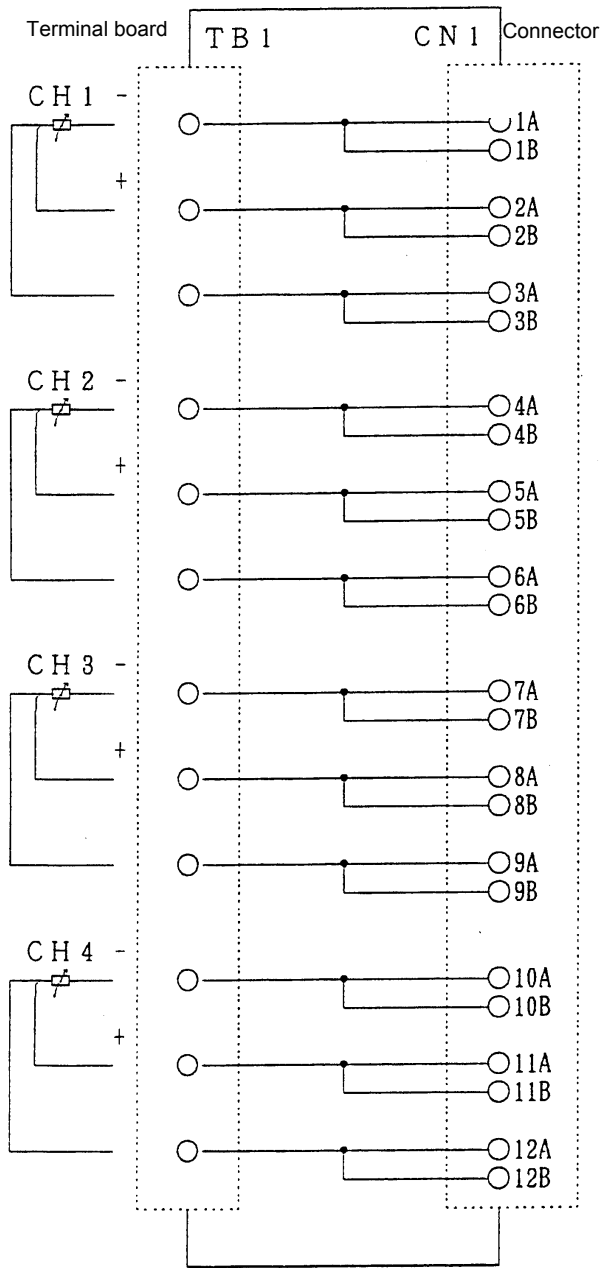 Terminal board TB1 CN1 Connector
CH1 -
1A
1B
+
2A
2B
3A
3B
CH2 -
4A
4B
+
5A
5B
6A
6B
CH3 -
7A
7B
+
8A
8B
9A
9B
CH4 -
10A
10B
+
11A
11B
12A
12B